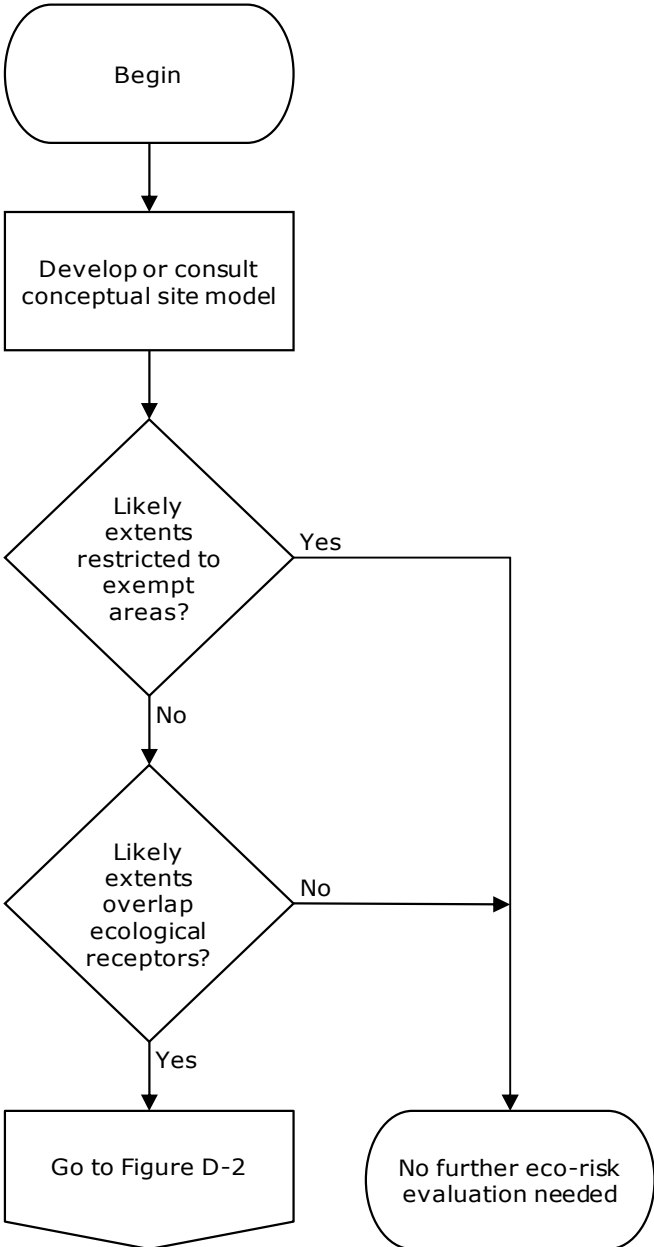 Begin
Develop or consult
conceptual site model
Likely
extents
restricted to
exempt
areas?
Yes
No
Likely
extents
overlap
ecological
receptors?
No
Yes
Go to Figure D-2
No further eco-risk
evaluation needed